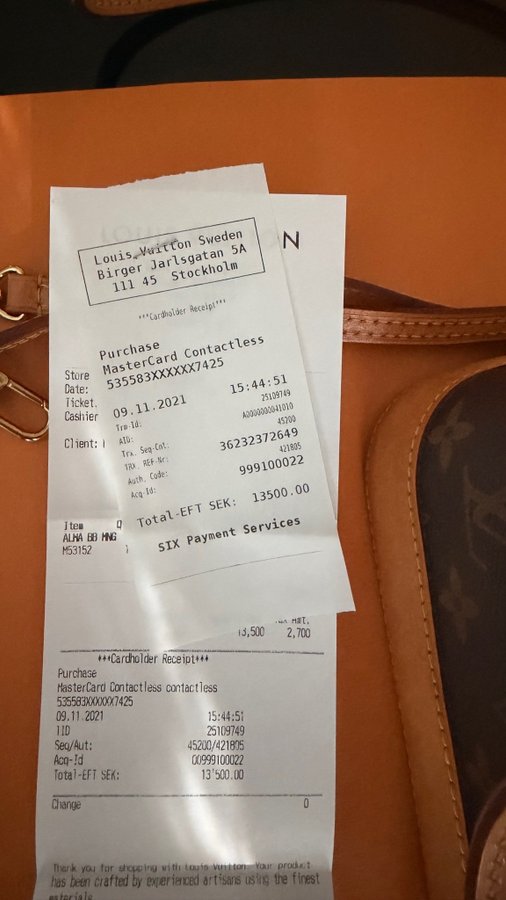 N
Louis Vuitton Sweden
Birger Jarlsgatan 5A
111 45 Stockholm
***Cardholder Receipt***
Purchase
MasterCard Contactless
535583XXXXXX7425
09.11.2021 15:44:51
Trm-Id: 25109749
AID: A0000000041010
Trx. Seq-Cnt: 45200
Trx. REF-Nr: 36232372649
Auth. Code: 421805
Acq-Id: 999100022
Total-EFT SEK: 13500.00
SIX Payment Services
Store
Date:
Ticket
Cashier
Client:
Item Q
ALMA BB MNG
M53152
13,500 2,700
***Cardholder Receipt***
Purchase
MasterCard Contactless contactless
535583XXXXXX7425
09.11.2021 15:44:51
TID 25109749
Seq/Aut: 45200/421805
Acq-Id 00999100022
Total-EFT SEK: 13'500.00
Change 0
Thank you for shopping with Louis Vuitton. Your product
has been crafted by experienced artisans using the finest
materials